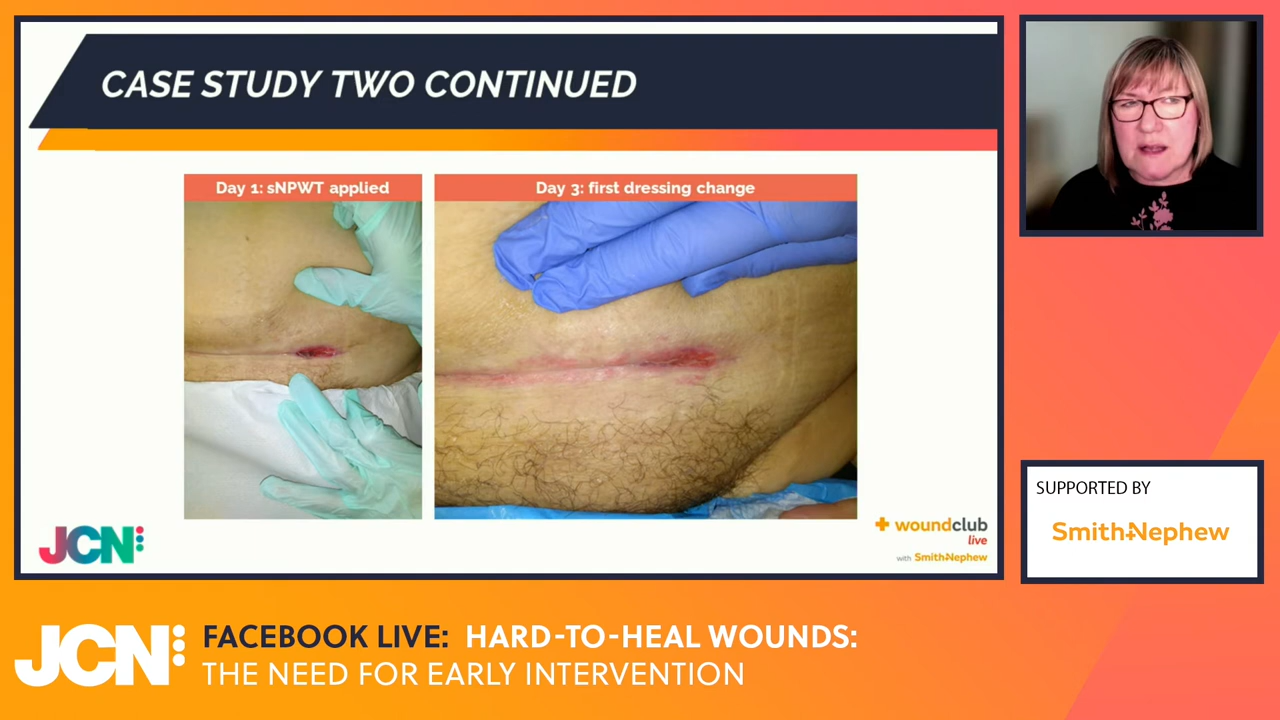 CASE STUDY TWO CONTINUED
Day 1: sNPWT applied
Day 3: first dressing change
JCN
woundclub
live
with Smith+Nephew
SUPPORTED BY
Smith+Nephew
JCN
FACEBOOK LIVE: HARD-TO-HEAL WOUNDS:
THE NEED FOR EARLY INTERVENTION